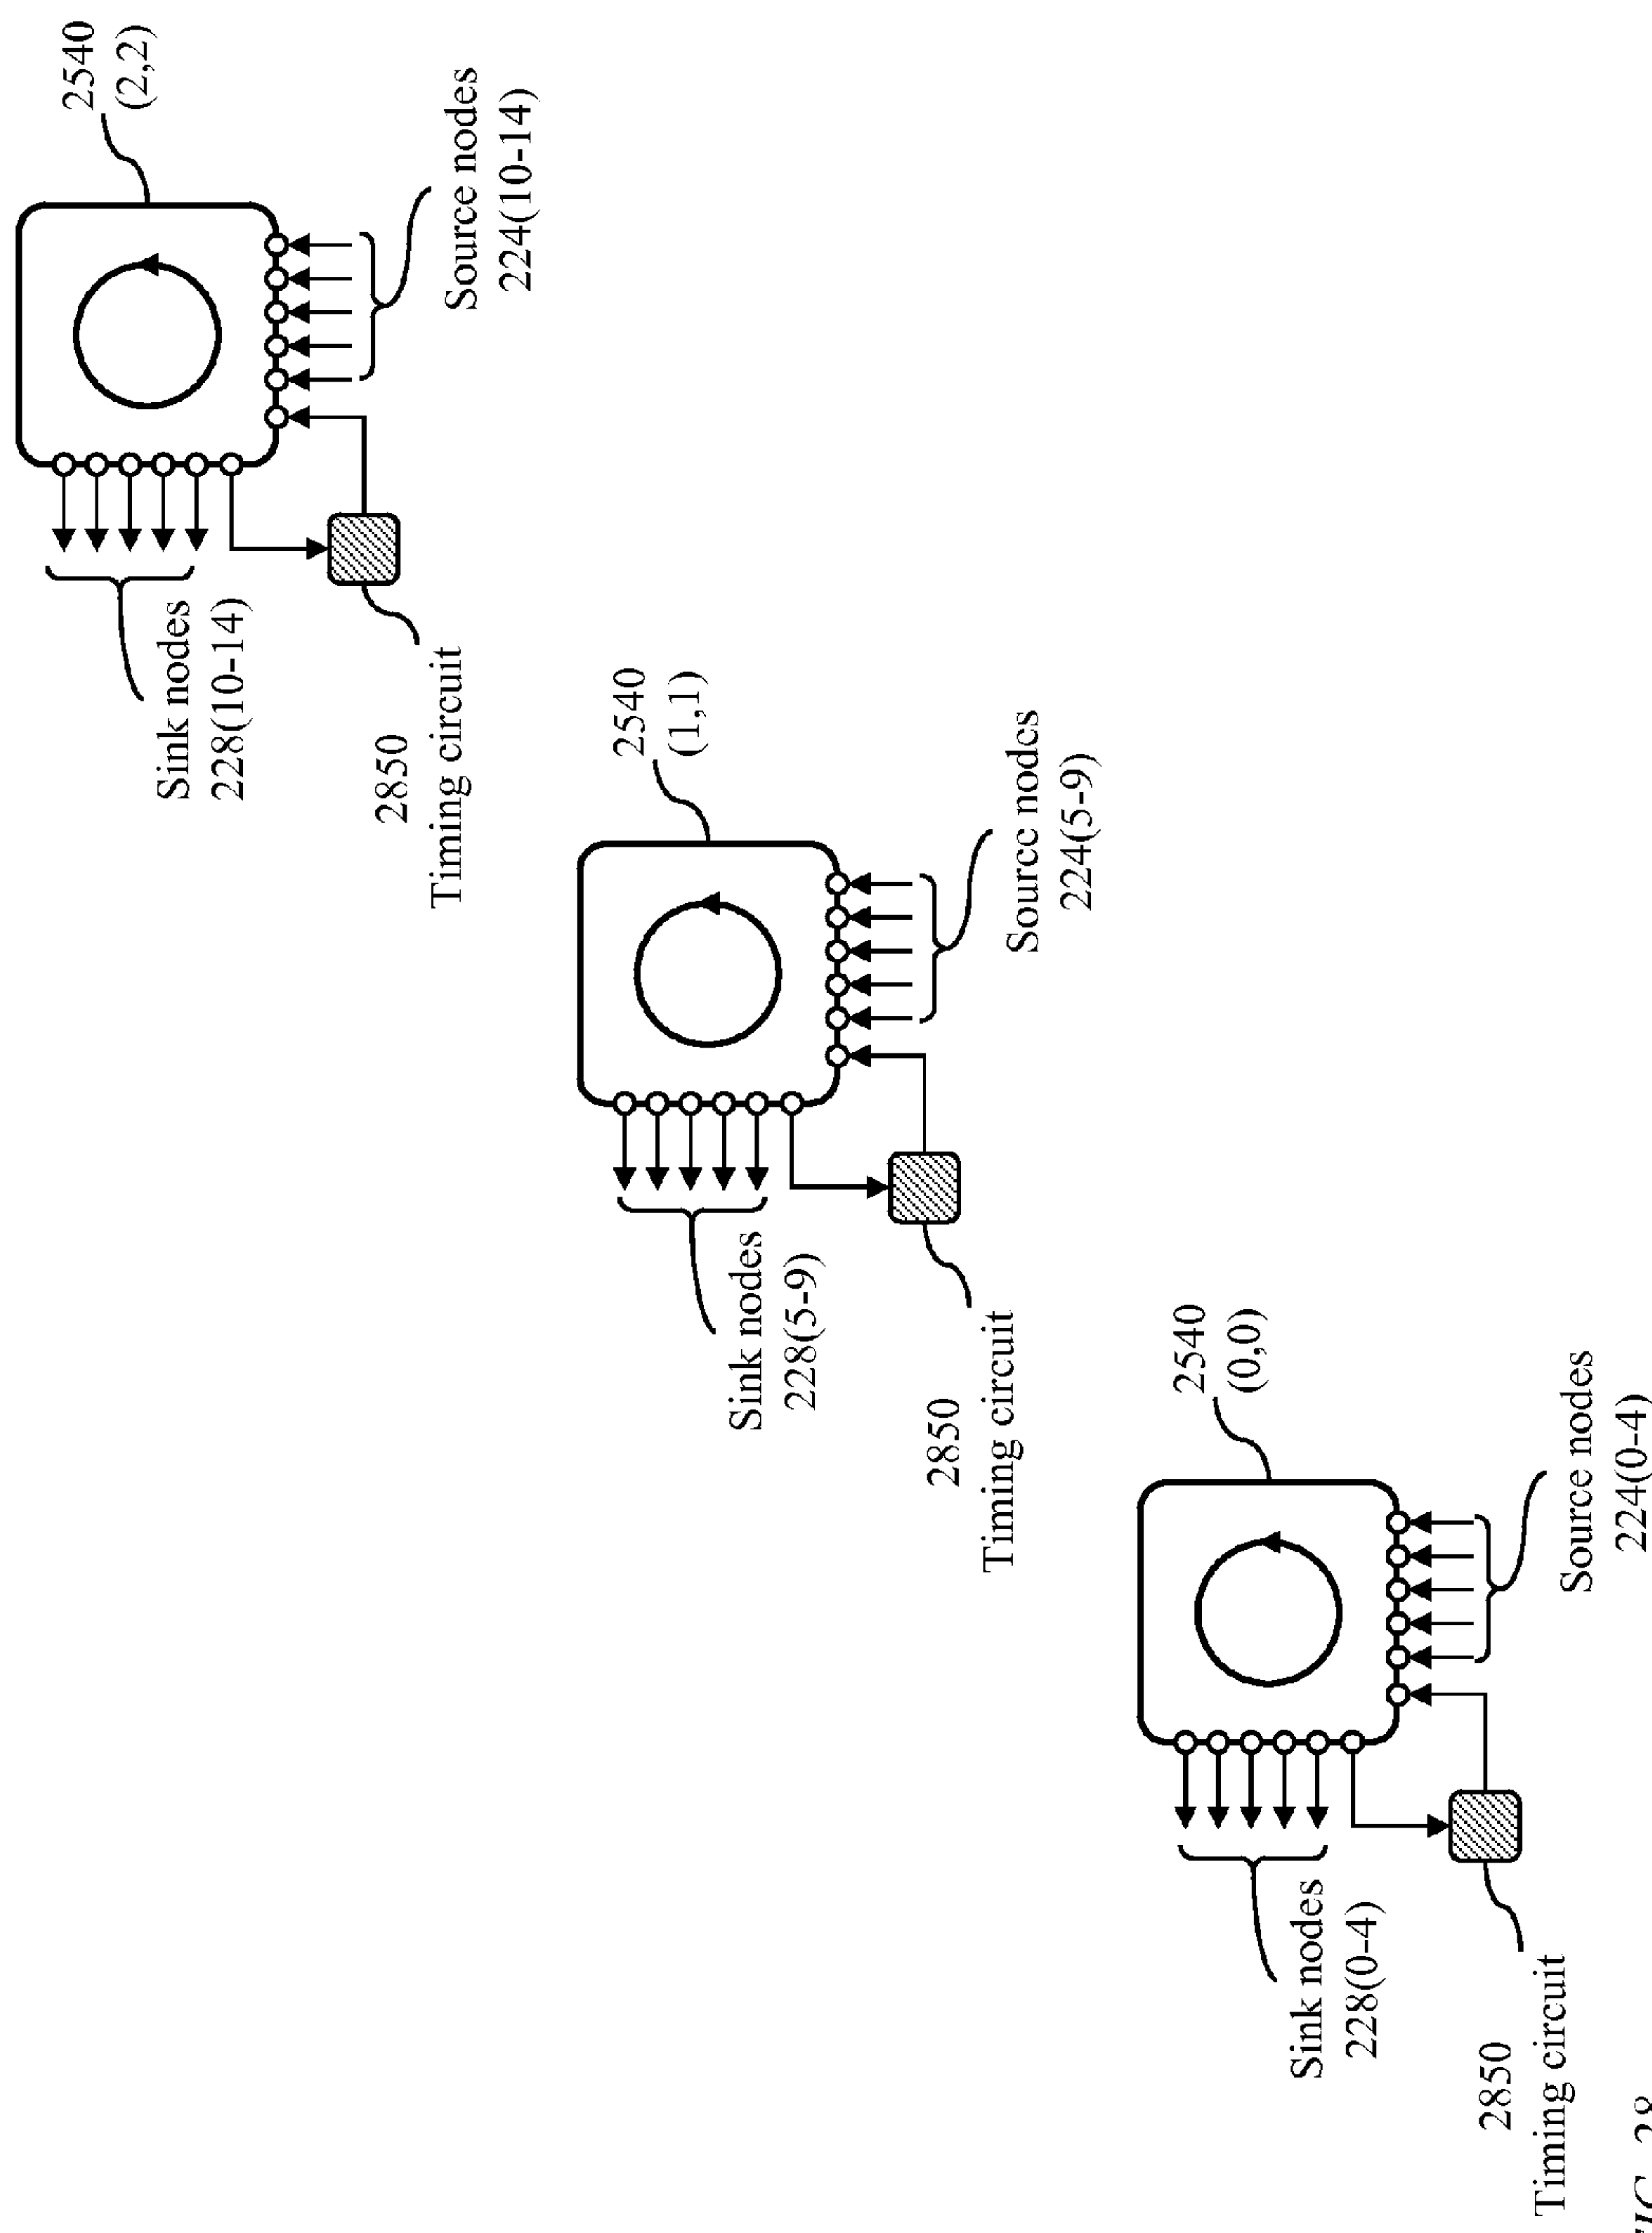 2540
(2,2)
Sink nodes
228(10-14)
2850
Timing circuit
Source nodes
224(10-14)
2540
(1,1)
Sink nodes
228(5-9)
2850
Timing circuit
Source nodes
224(5-9)
2540
(0,0)
Sink nodes
228(0-4)
2850
Timing circuit
Source nodes
224(0-4)
IG. 28